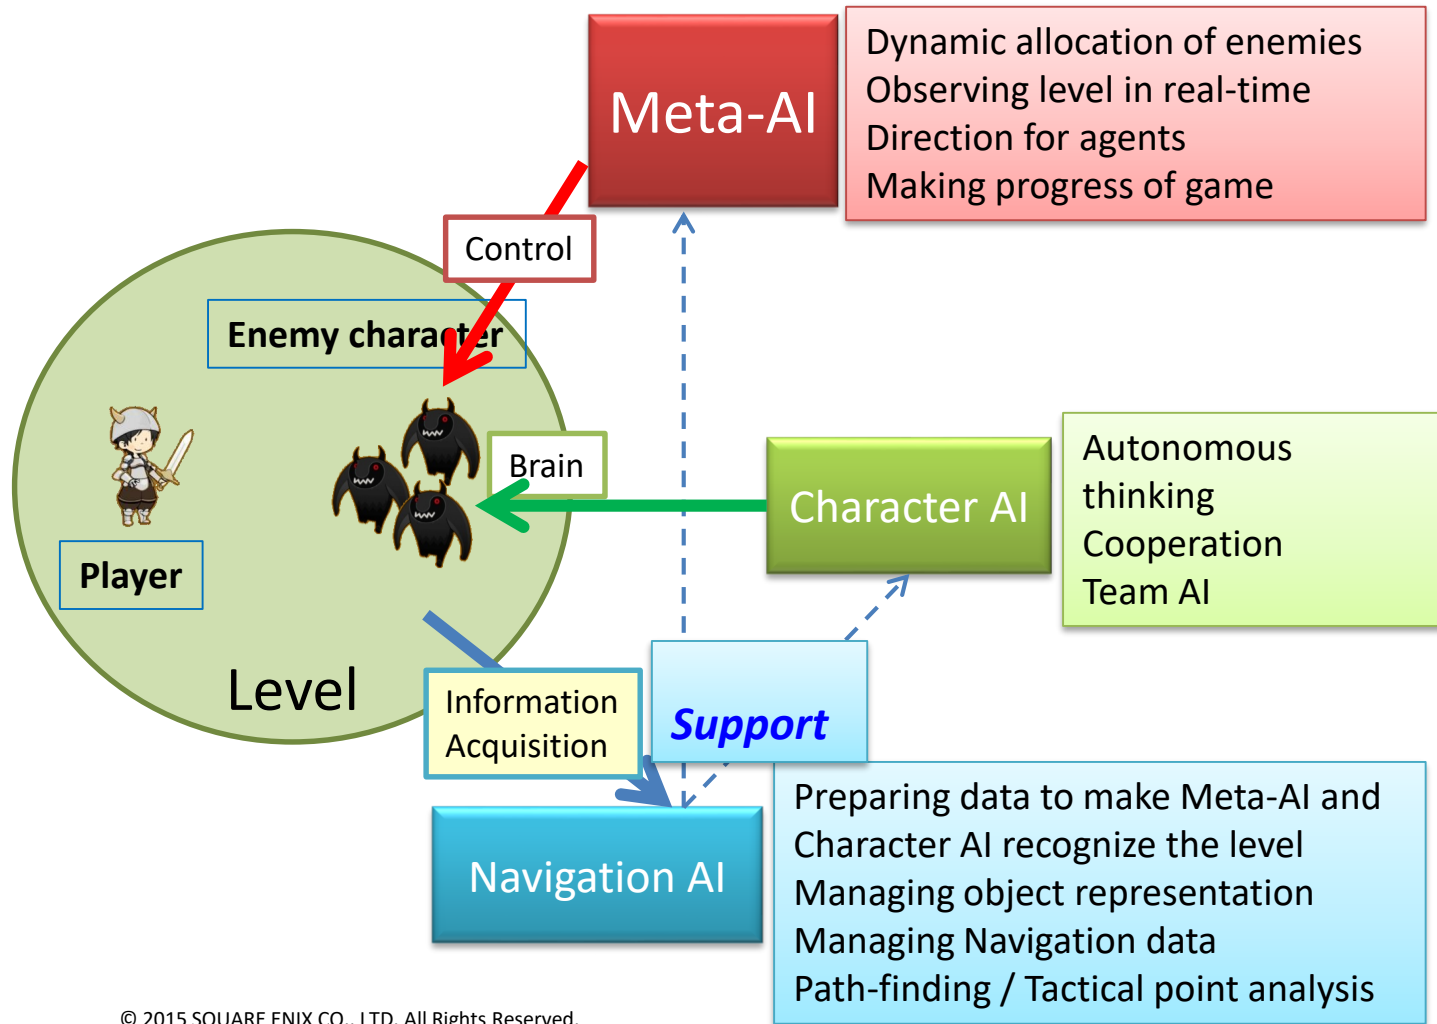 Meta-AI
Dynamic allocation of enemies
Observing level in real-time
Direction for agents
Making progress of game
Control
Enemy character
Brain
Character AI
Autonomous
thinking
Cooperation
Team AI
Player
Level
Information
Acquisition
Support
Navigation AI
Preparing data to make Meta-AI and
Character AI recognize the level
Managing object representation
Managing Navigation data
Path-finding / Tactical point analysis
© 2015 SQUARE ENIX CO., LTD. All Rights Reserved.